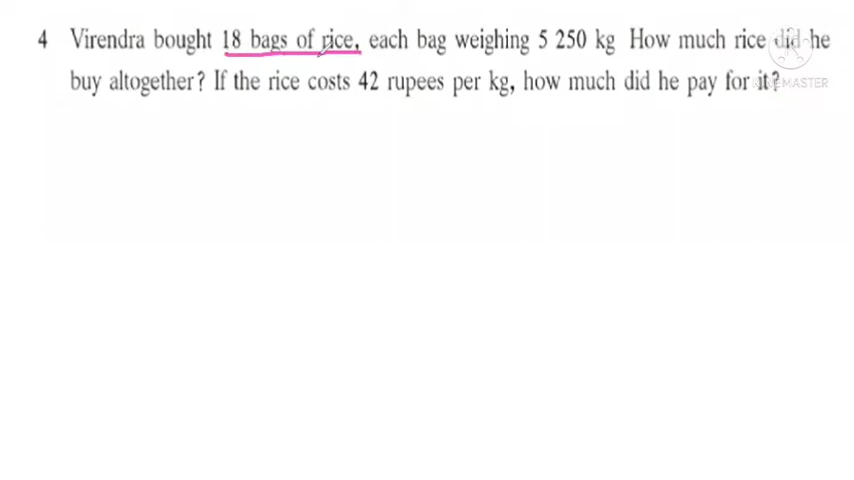 4 Virendra bought 18 bags of rice, each bag weighing 5 250 kg How much rice did he
buy altogether? If the rice costs 42 rupees per kg, how much did he pay for it?